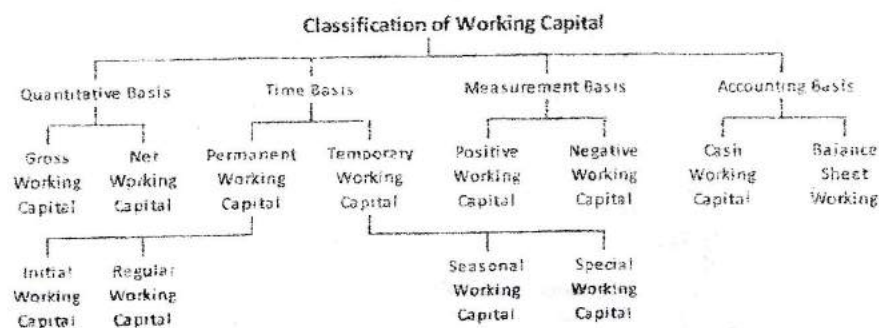 Classification of Working Capital
Quantitative Basis
Time Basis
Measurement Basis
Accounting Basis
Gross
Working
Capital
Net
Working
Capital
Permanent
Working
Capital
Temporary
Working
Capital
Positive
Working
Capital
Negative
Working
Capital
Cash
Working
Capital
Balance
Sheet
Working
Initial
Working
Capital
Regular
Working
Capital
Seasonal
Working
Capital
Special
Working
Capital